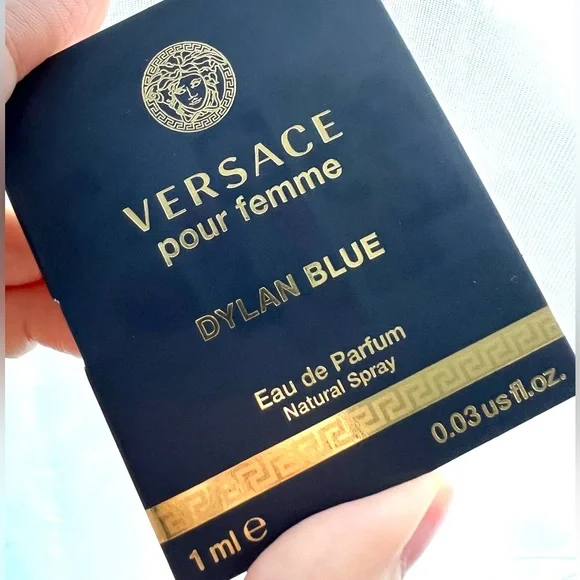 VERSACE
pour femme
DYLAN BLUE
Eau de Parfum
Natural Spray
1 ml e 0.03 us fl.oz.